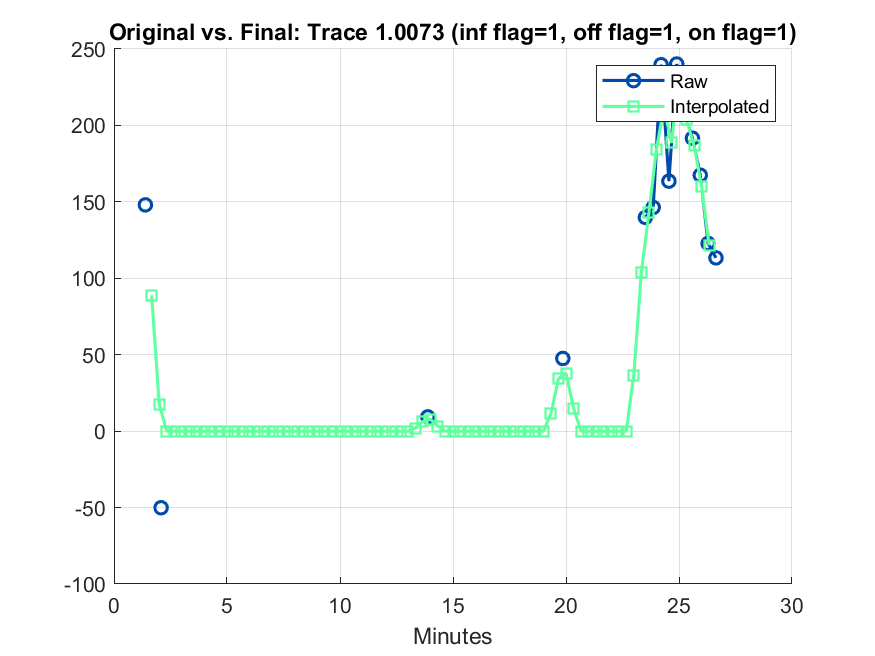 Original vs. Final: Trace 1.0073 (inf flag=1, off flag=1, on flag=1)
250
200
150
100
50
0
-50
-100
0 5 10 15 20 25 30
Minutes
Raw
Interpolated